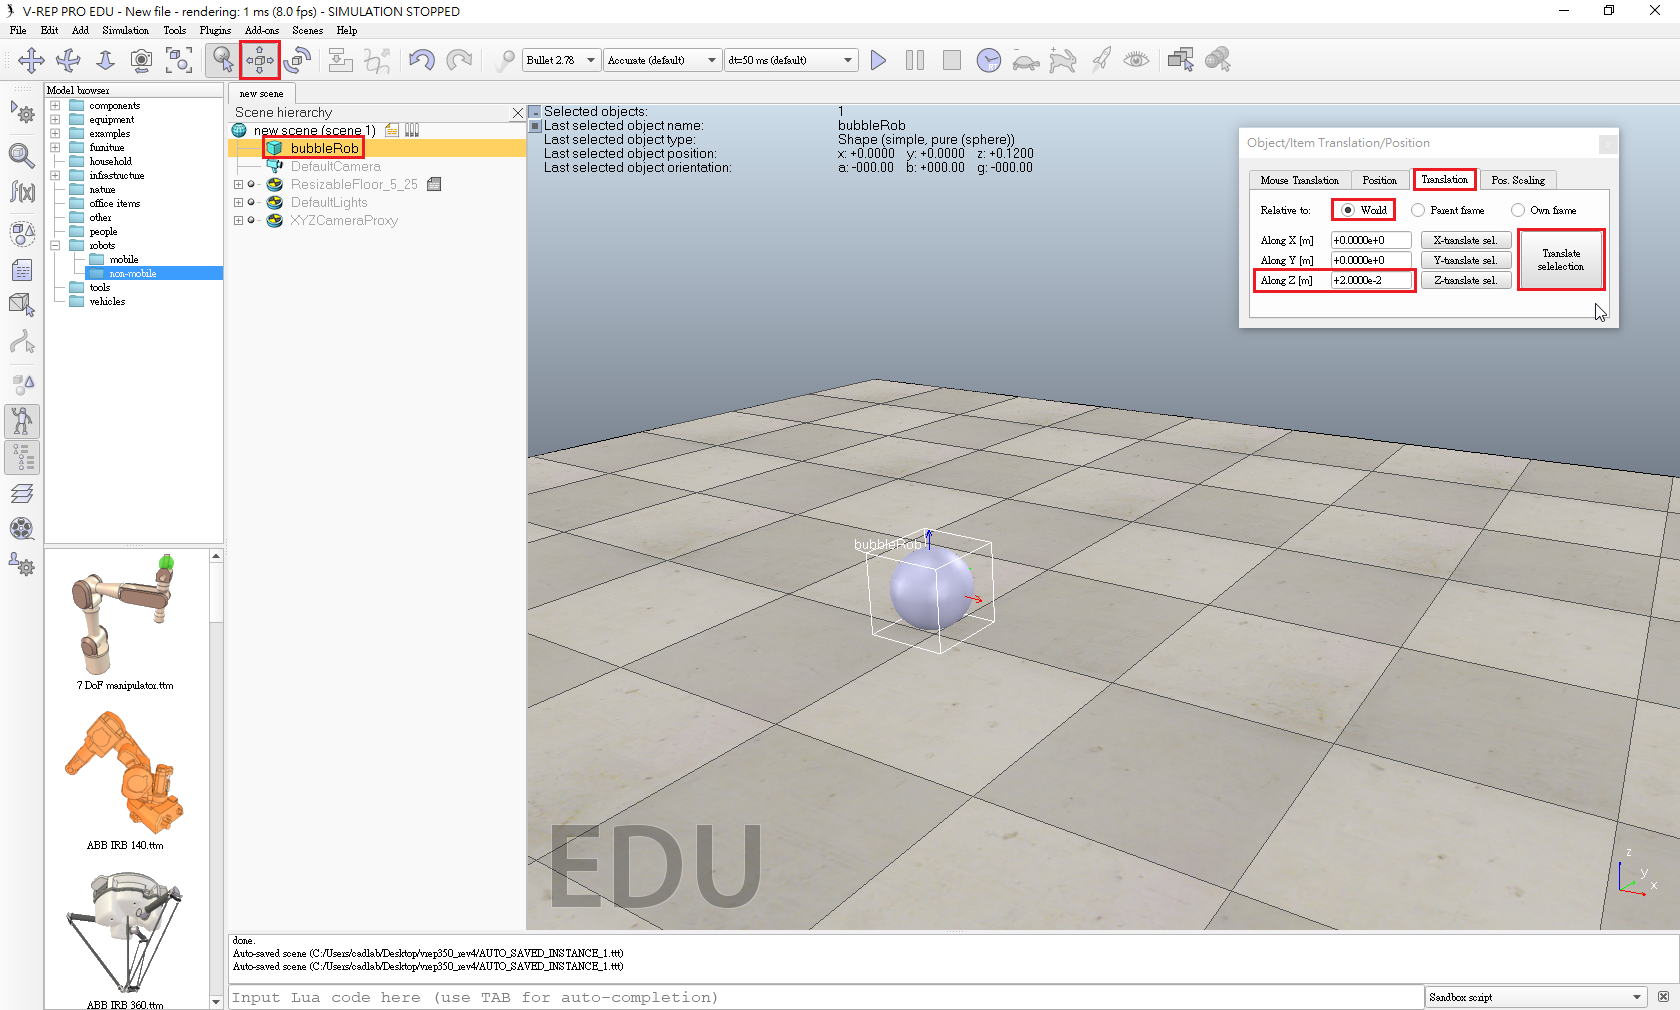 V-REP PRO EDU - New file - rendering: 1 ms (8.0 fps) - SIMULATION STOPPED
File Edit Add Simulation Tools Plugins Add-ons Scenes Help
Bullet 2.78 Accurate (default) dt=50 ms (default)
Model browser
components
equipment
examples
furniture
household
infrastructure
nature
office items
other
people
robots
mobile
non-mobile
tools
vehicles
7 DoF manipulator.ttm
ABB IRB 140.ttm
ABB IRB 360.ttm
new scene
Scene hierarchy
new scene (scene 1)
bubbleRob
DefaultCamera
ResizableFloor_5_25
DefaultLights
XYZCameraProxy
Selected objects: 1
Last selected object name: bubbleRob
Last selected object type: Shape (simple, pure (sphere))
Last selected object position: x: +0.0000 y: +0.0000 z: +0.1200
Last selected object orientation: a: -000.00 b: +000.00 g: -000.00
Object/Item Translation/Position
Mouse Translation Position Translation Pos. Scaling
Relative to: World Parent frame Own frame
Along X [m] +0.0000e+0 X-translate sel.
Along Y [m] +0.0000e+0 Y-translate sel.
Along Z [m] +2.0000e-2 Z-translate sel.
Translate
selelection
bubbleRob
EDU
z
y
x
done.
Auto-saved scene (C:/Users/cadlab/Desktop/vrep350_rev4/AUTO_SAVED_INSTANCE_1.ttt)
Auto-saved scene (C:/Users/cadlab/Desktop/vrep350_rev4/AUTO_SAVED_INSTANCE_1.ttt)
Input Lua code here (use TAB for auto-completion)
Sandbox script